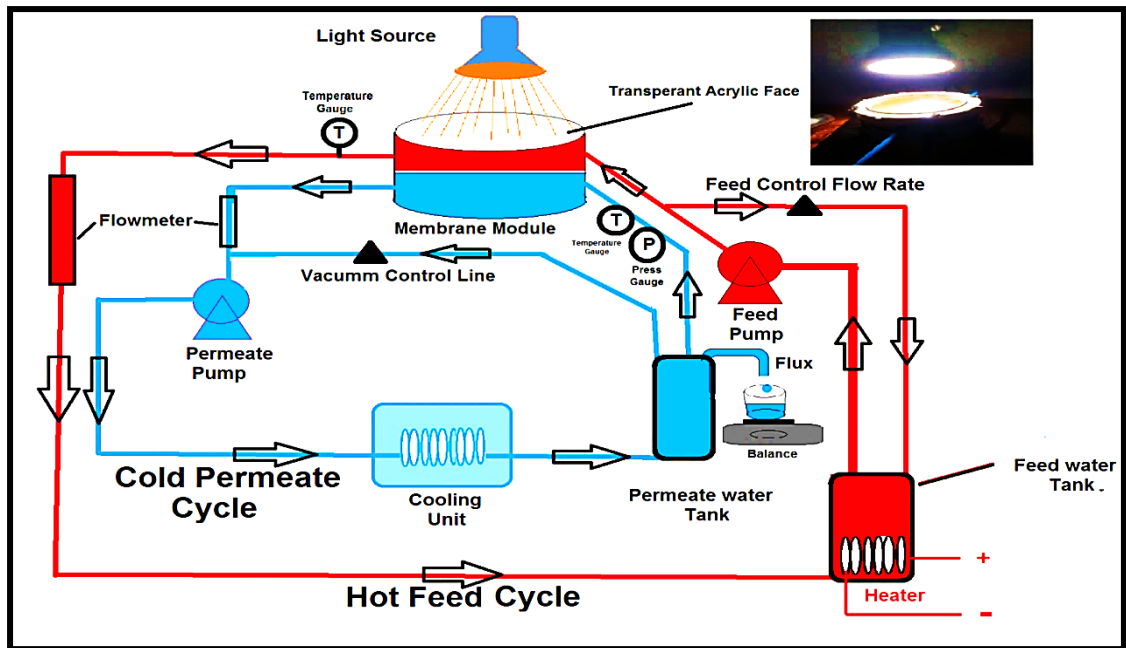 Light Source
Temperature
Gauge
T
Transperant Acrylic Face
Feed Control Flow Rate
Flowmeter
Membrane Module
T
Temperature
Gauge
P
Press
Gauge
Vacumm Control Line
Permeate
Pump
Feed
Pump
Flux
Balance
Cold Permeate
Cycle
Cooling
Unit
Permeate water
Tank
Feed water
Tank .
+
Heater
-
Hot Feed Cycle